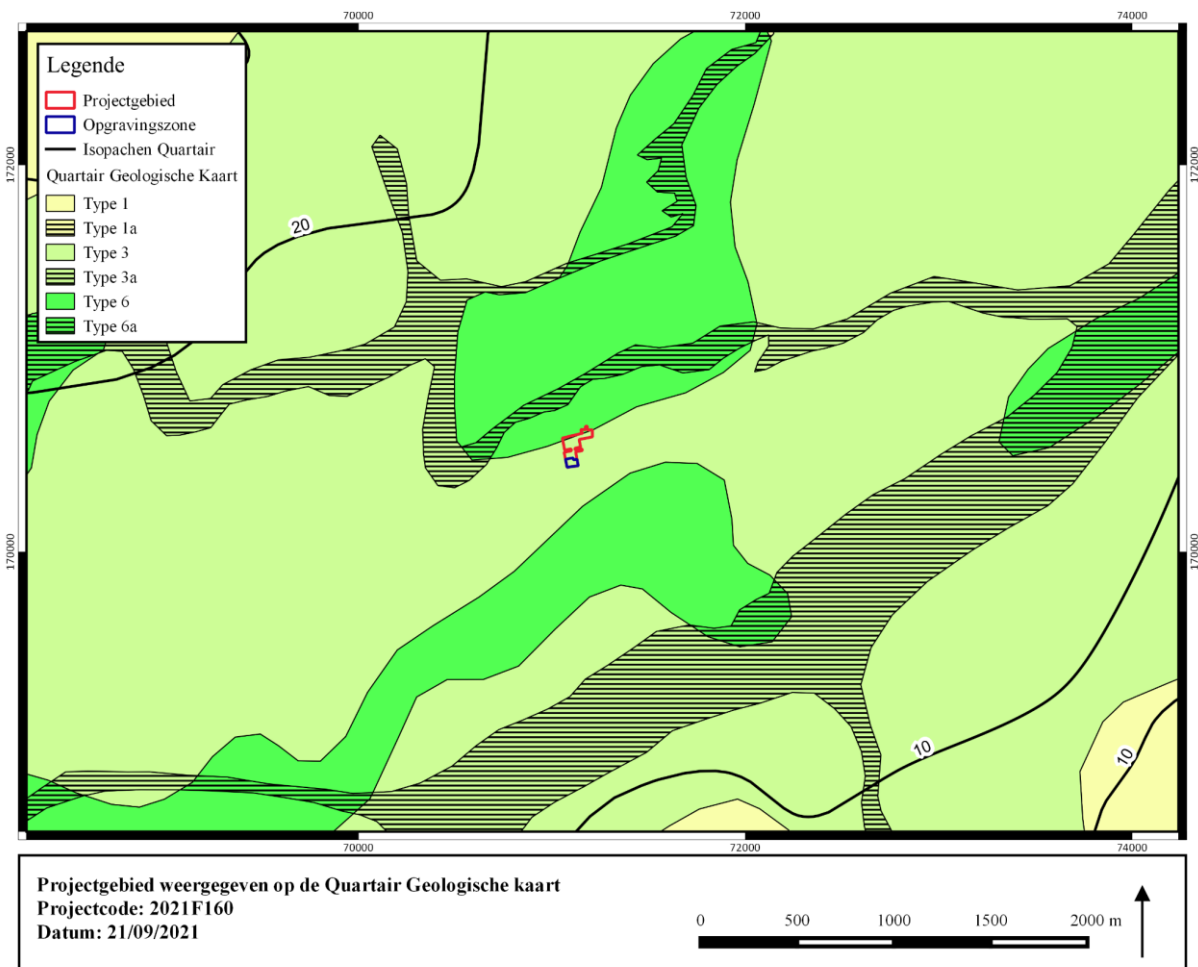 70000 72000 74000
Legende
Projectgebied
Opgravingszone
Isopachen Quartair
Quartair Geologische Kaart
Type 1
Type 1a
Type 3
Type 3a
Type 6
Type 6a
172000
172000
20
170000
170000
10
10
70000 72000 74000
Projectgebied weergegeven op de Quartair Geologische kaart
Projectcode: 2021F160
Datum: 21/09/2021
0 500 1000 1500 2000 m